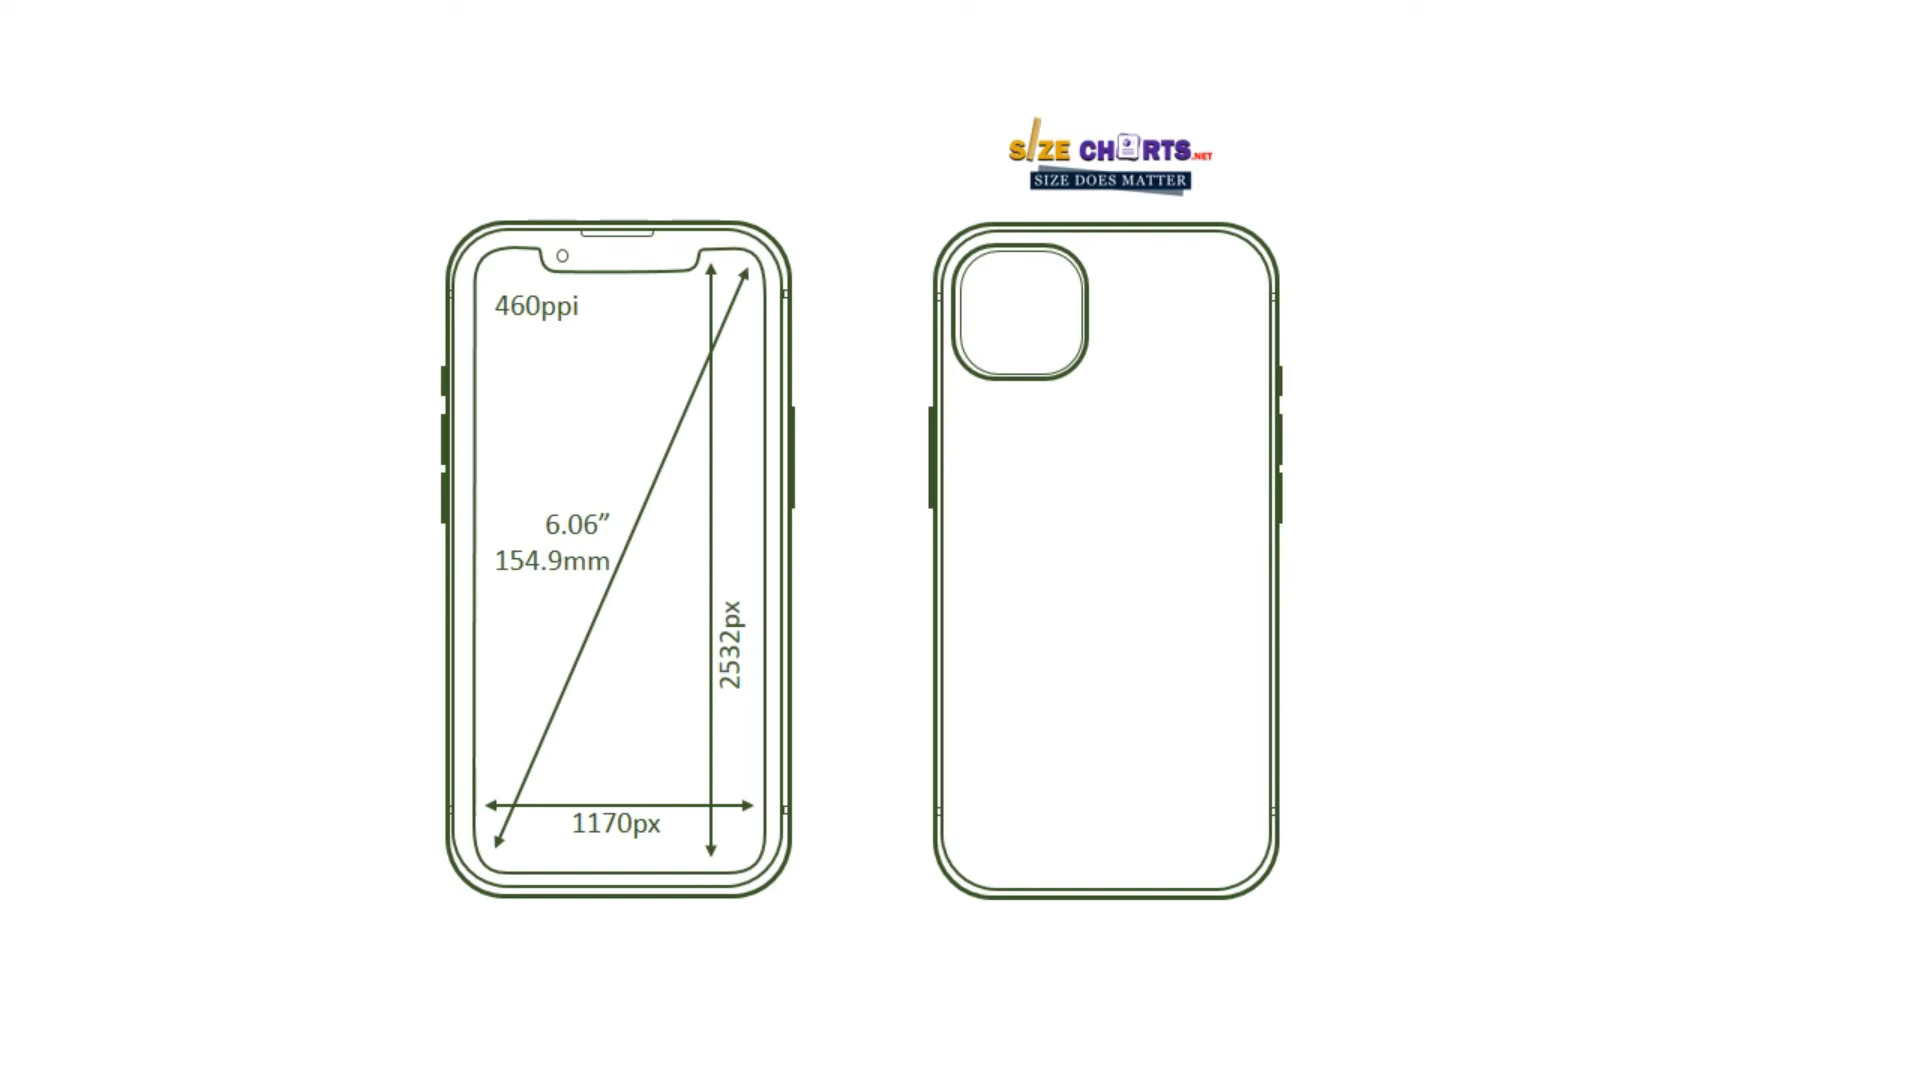 SIZE CHARTS.NET
SIZE DOES MATTER
460ppi
6.06”
154.9mm
2532px
1170px